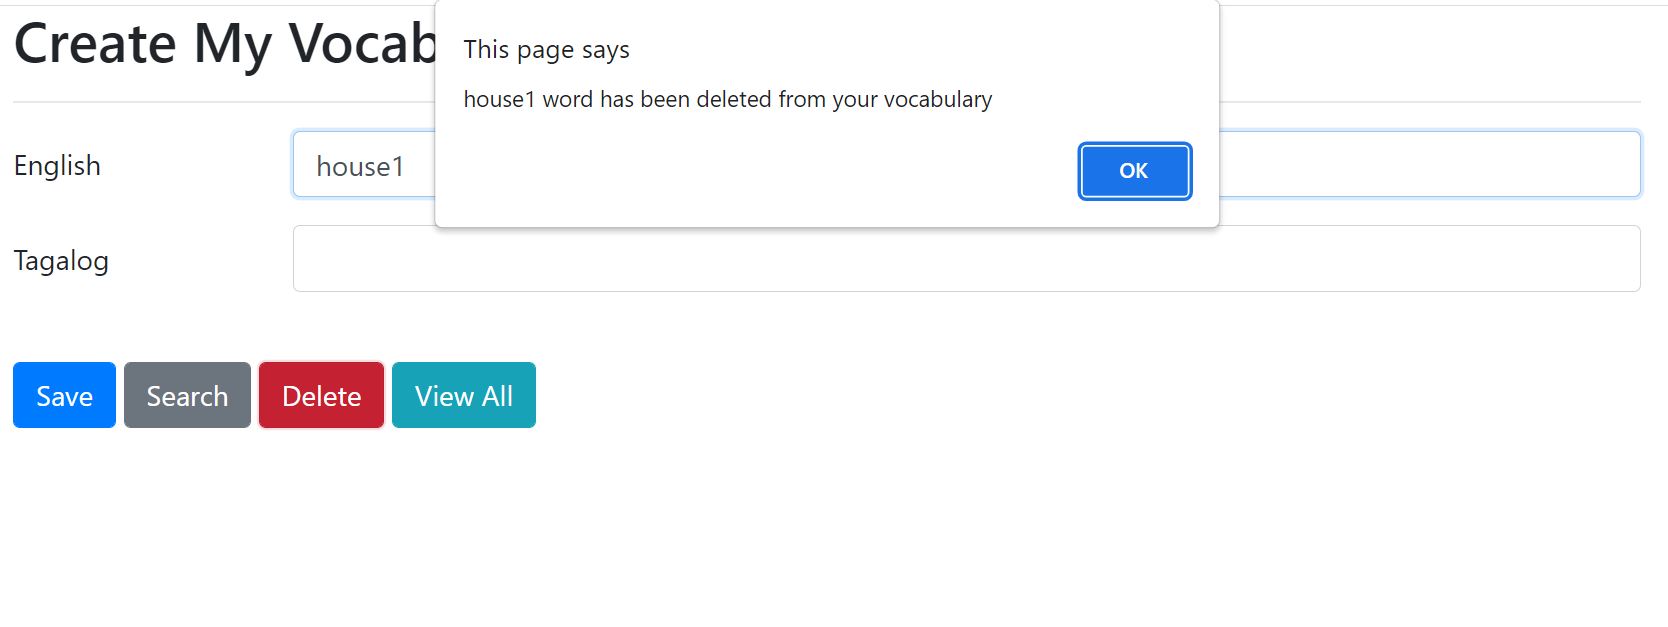 Create My Vocab
This page says
house1 word has been deleted from your vocabulary
OK
English
house1
Tagalog
Save Search Delete View All